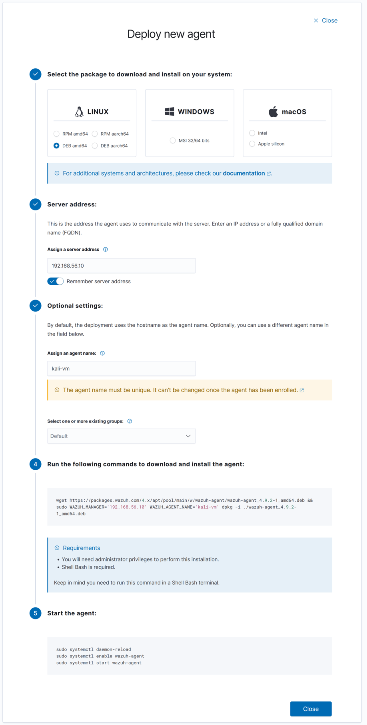 Close
Deploy new agent
Select the package to download and install on your system:
LINUX
WINDOWS
macOS
RPM amd64
RPM aarch64
DEB amd64
DEB aarch64
MSI 32/64 bits
Intel
Apple silicon
For additional systems and architectures, please check our documentation
Server address:
This is the address the agent uses to communicate with the server. Enter an IP address or a fully qualified domain
name (FQDN).
Assign a server address
192.168.56.10
Remember server address
Optional settings:
By default, the deployment uses the hostname as the agent name. Optionally, you can use a different agent name in
the field below.
Assign an agent name:
kali-vm
The agent name must be unique. It can't be changed once the agent has been enrolled.
Select one or more existing groups:
Default
4
Run the following commands to download and install the agent:
wget https://packages.wazuh.com/4.x/apt/pool/main/w/wazuh-agent/wazuh-agent_4.9.2-1_amd64.deb &&
sudo WAZUH_MANAGER='192.168.56.10' WAZUH_AGENT_NAME='kali-vm' dpkg -i ./wazuh-agent_4.9.2-
1_amd64.deb
Requirements
• You will need administrator privileges to perform this installation.
• Shell Bash is required.
Keep in mind you need to run this command in a Shell Bash terminal.
5
Start the agent:
sudo systemctl daemon-reload
sudo systemctl enable wazuh-agent
sudo systemctl start wazuh-agent
Close